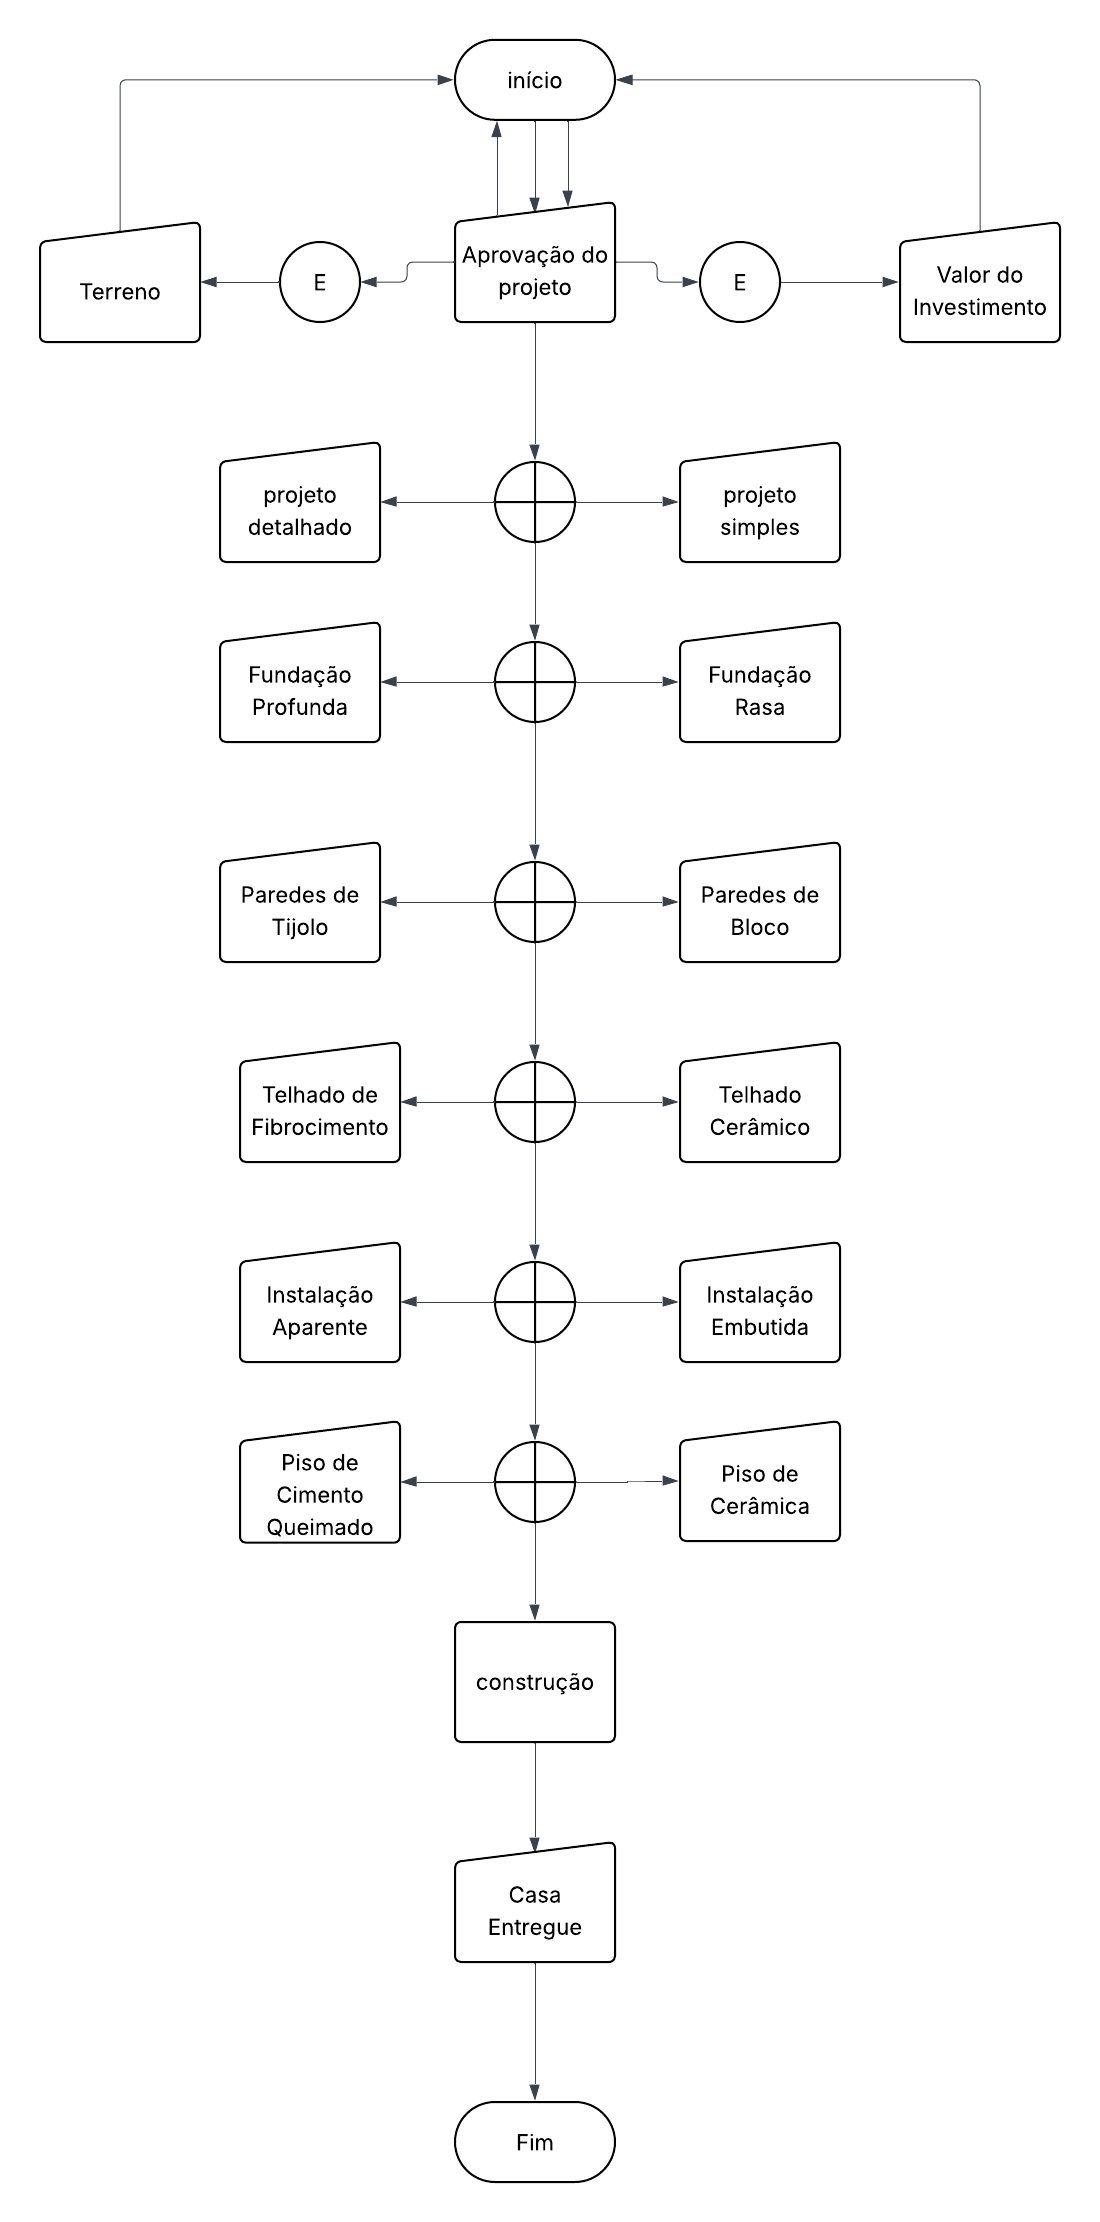 início
Aprovação do
projeto
Terreno
E
E
Valor do
Investimento
projeto
detalhado
projeto
simples
Fundação
Profunda
Fundação
Rasa
Paredes de
Tijolo
Paredes de
Bloco
Telhado de
Fibrocimento
Telhado
Cerâmico
Instalação
Aparente
Instalação
Embutida
Piso de
Cimento
Queimado
Piso de
Cerâmica
construção
Casa
Entregue
Fim